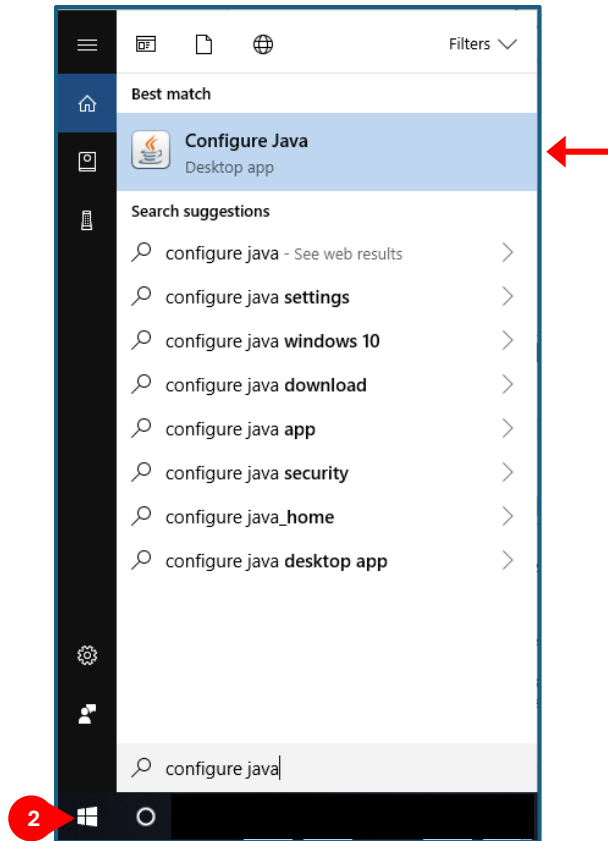 Filters
Best match
Configure Java
Desktop app
Search suggestions
configure java - See web results
configure java settings
configure java windows 10
configure java download
configure java app
configure java security
configure java_home
configure java desktop app
configure java
2